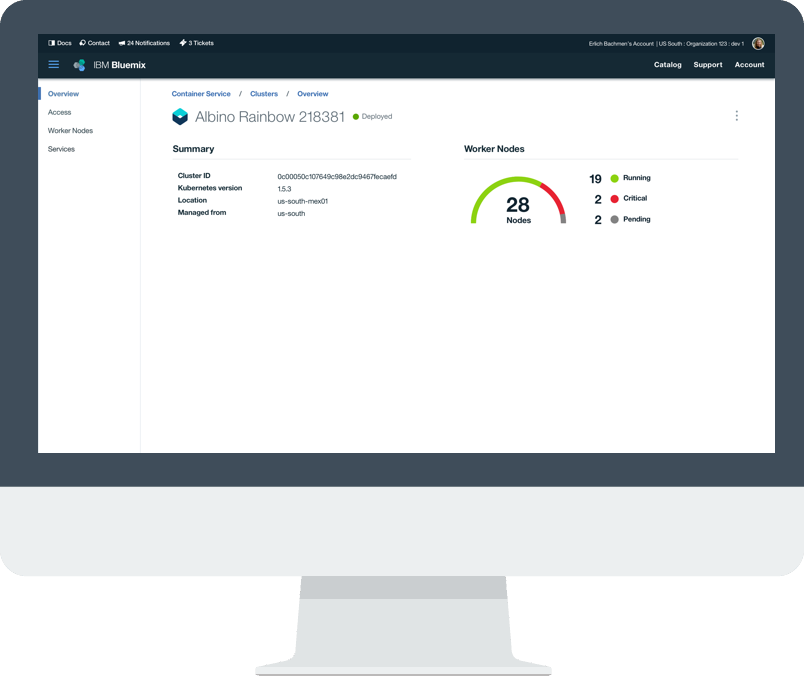 Docs Contact 24 Notifications 3 Tickets Erlich Bachmen's Account | US South : Organization 123 : dev 1
IBM Bluemix Catalog Support Account
Overview
Access
Worker Nodes
Services
Container Service / Clusters / Overview
Albino Rainbow 218381 Deployed
Summary
Cluster ID 0c00050c107649c98e2dc9467fecaefd
Kubernetes version 1.5.3
Location us-south-mex01
Managed from us-south
Worker Nodes
28
Nodes
19 Running
2 Critical
2 Pending